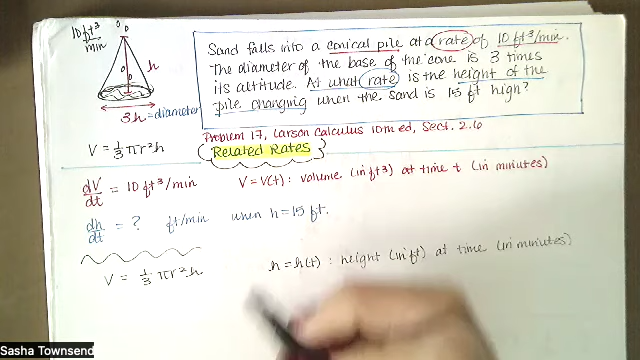 10 ft³/min
h
3h = diameter
V = 1/3 πr²h
Sand falls into a conical pile at a rate of 10 ft³/min.
The diameter of the base of the cone is 3 times
its altitude. At what rate is the height of the
pile changing when the sand is 15 ft high?
Problem 17, Larson Calculus 10th ed, Sect. 2.6
Related Rates
dV/dt = 10 ft³/min V = V(t): volume (in ft³) at time t (in minutes)
dh/dt = ? ft/min when h = 15 ft.
V = 1/3 πr²·h
h = h(t): height (in ft) at time (in minutes)
Sasha Townsend